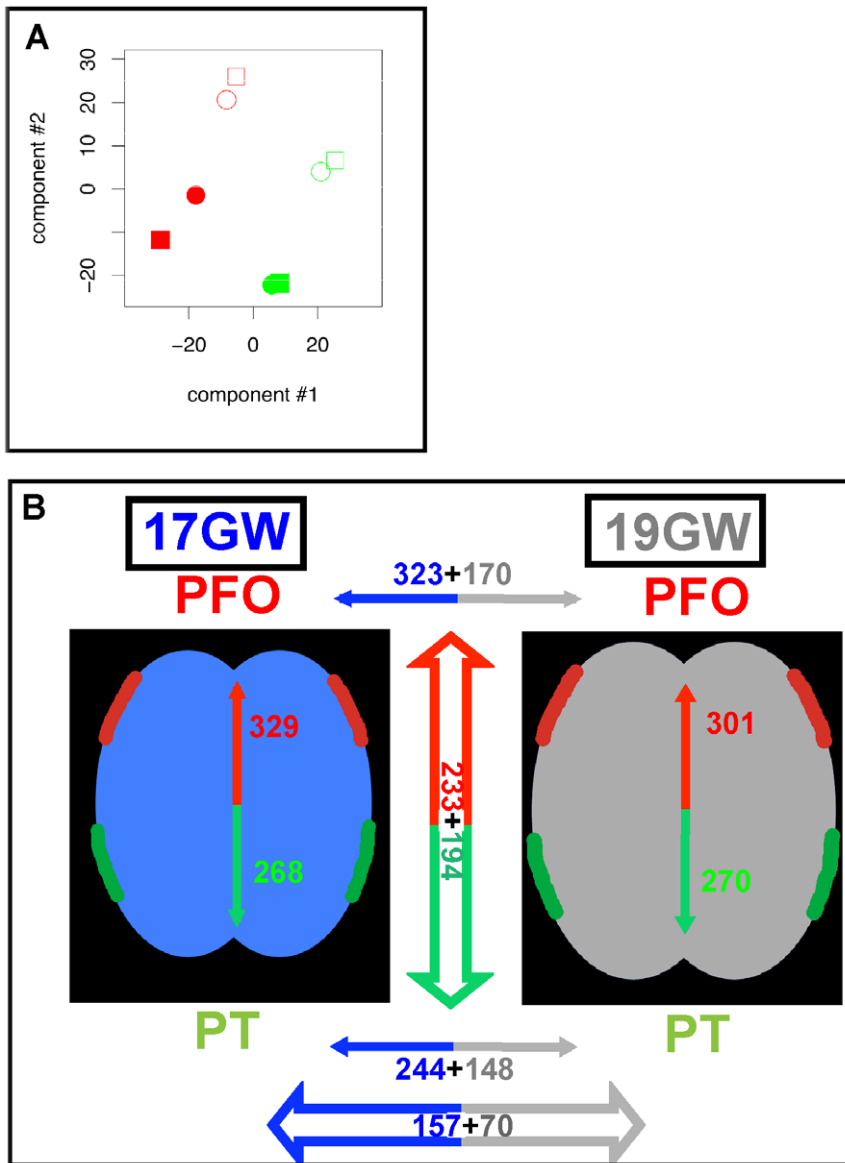 A
component #2
30
20
10
0
−20
−20 0 20
component #1
B
17GW
19GW
323+170
PFO
PFO
329
301
233+194
268
270
PT
PT
244+148
157+70